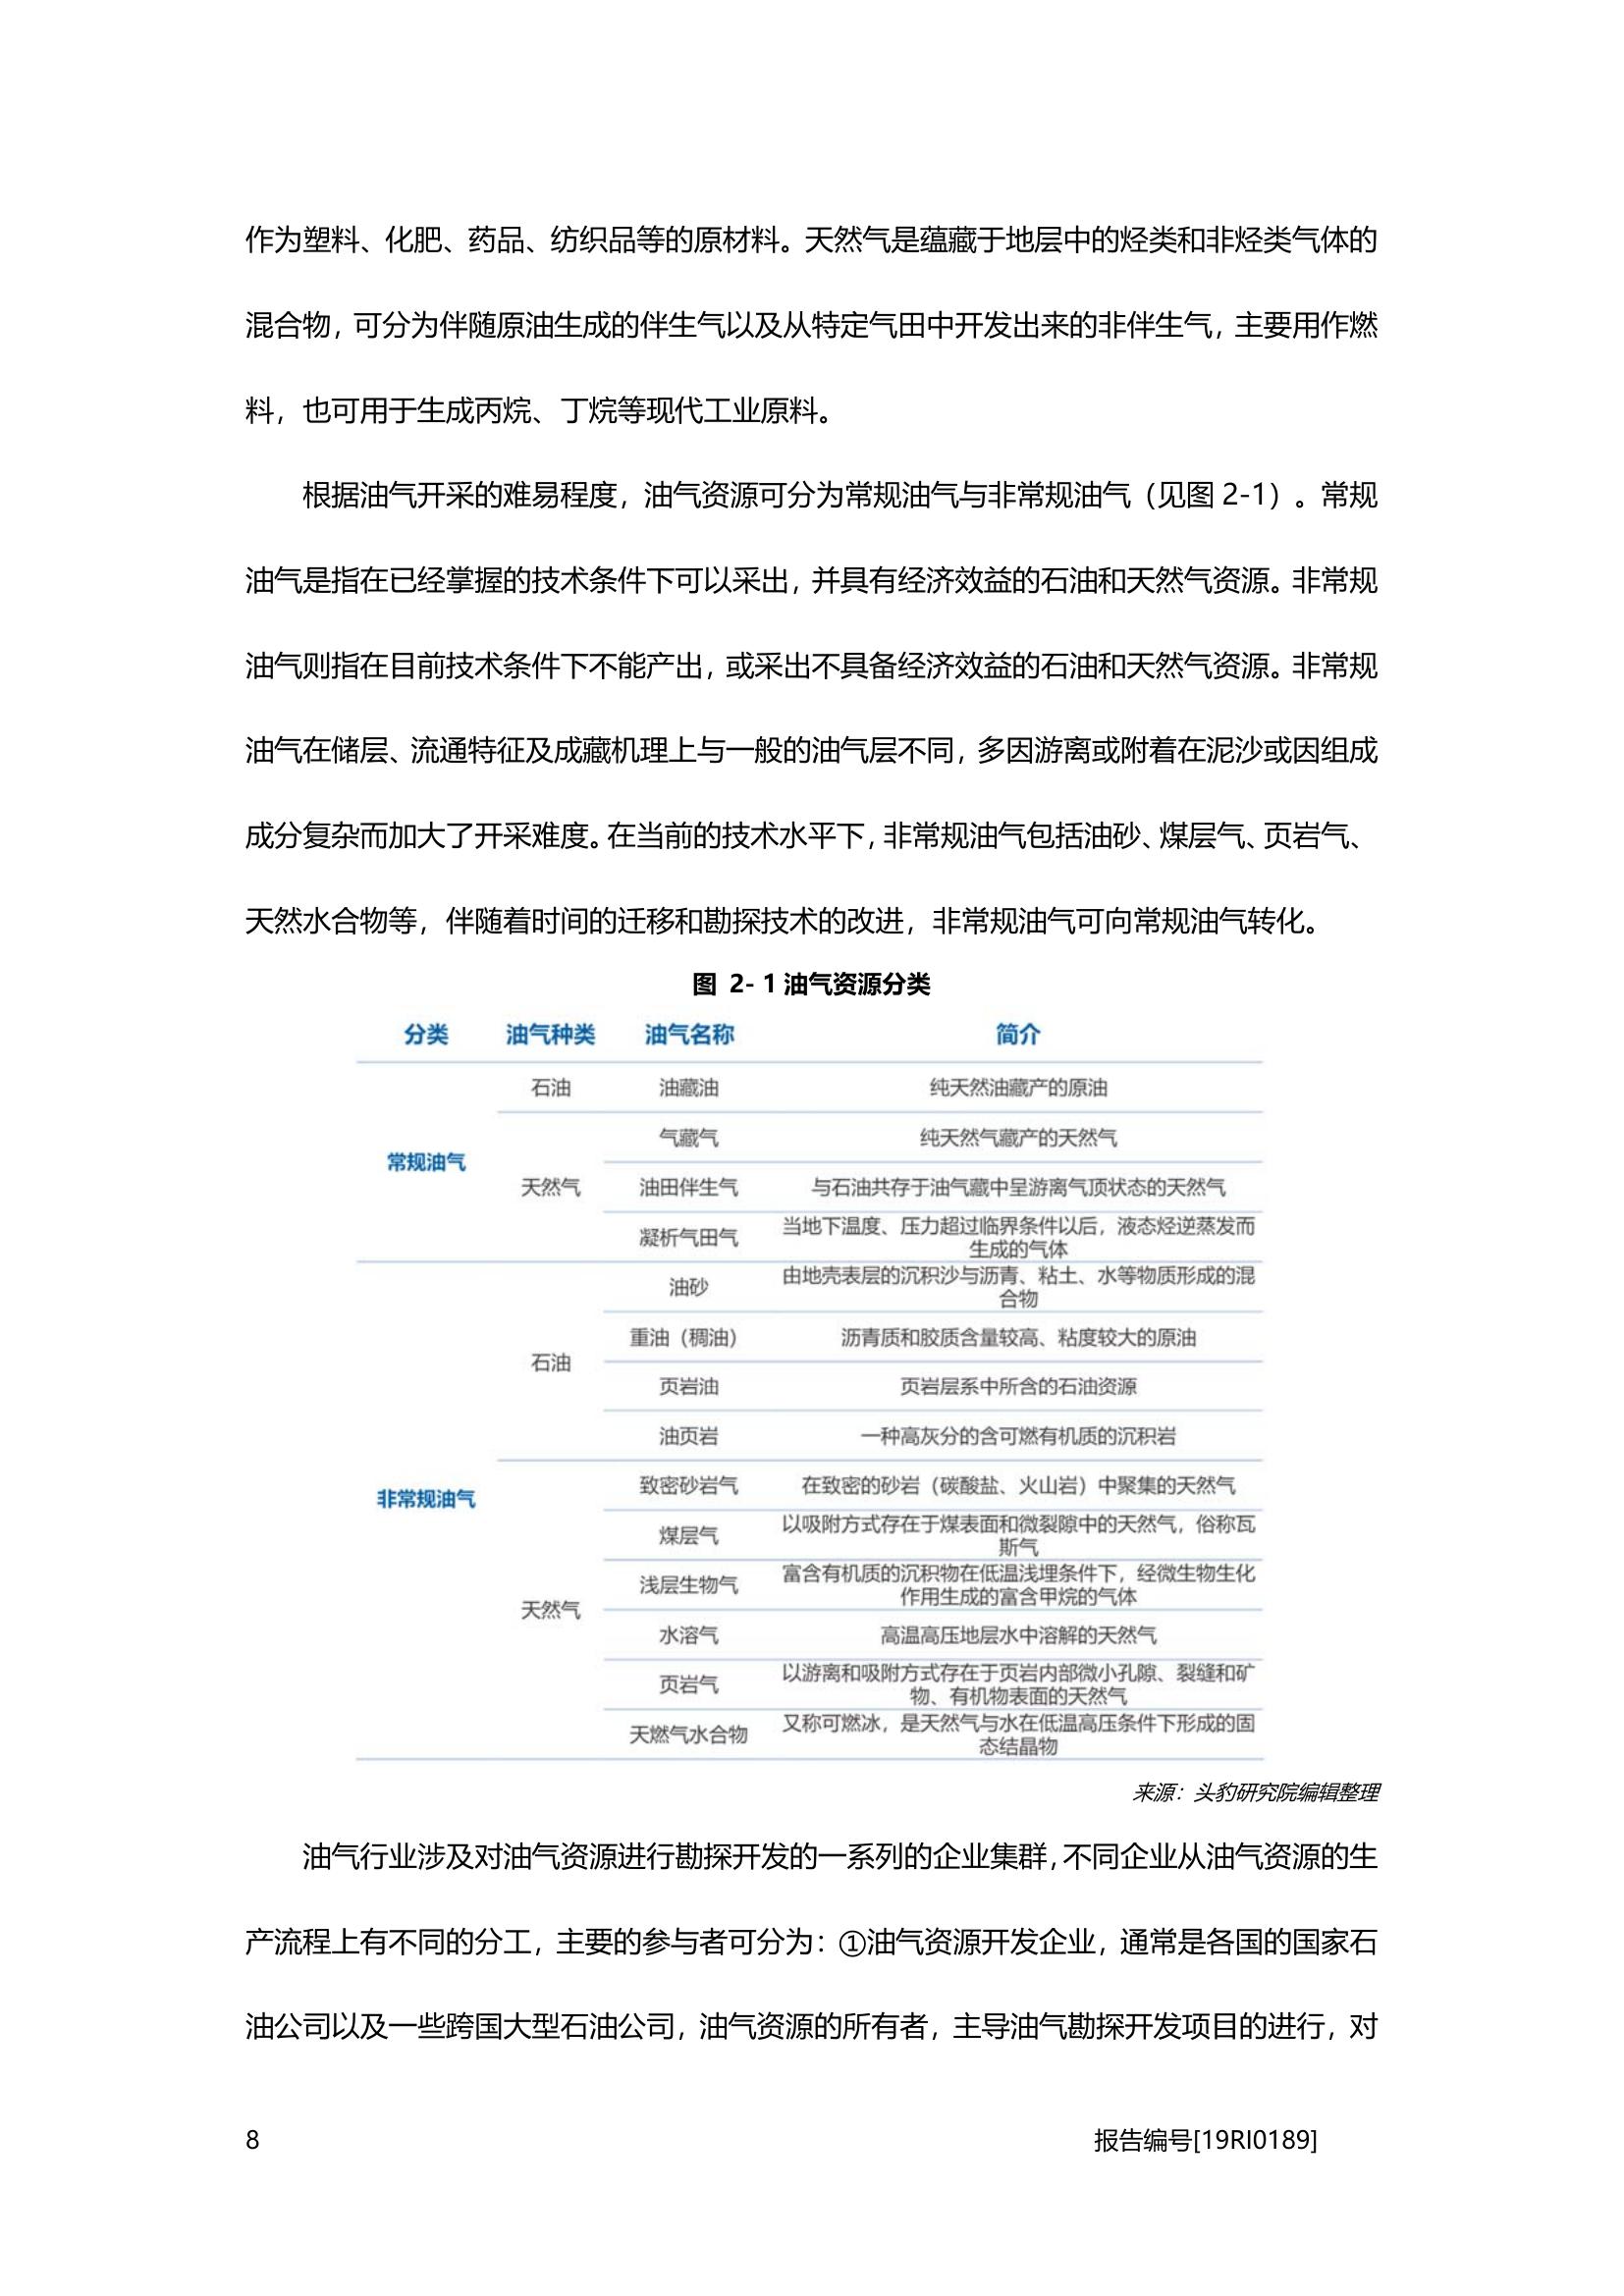 作为塑料、化肥、药品、纺织品等的原材料。天然气是蕴藏于地层中的烃类和非烃类气体的
混合物，可分为伴随原油生成的伴生气以及从特定气田中开发出来的非伴生气，主要用作燃
料，也可用于生成丙烷、丁烷等现代工业原料。
根据油气开采的难易程度，油气资源可分为常规油气与非常规油气（见图 2-1）。常规
油气是指在已经掌握的技术条件下可以采出，并具有经济效益的石油和天然气资源。非常规
油气则指在目前技术条件下不能产出，或采出不具备经济效益的石油和天然气资源。非常规
油气在储层、流通特征及成藏机理上与一般的油气层不同，多因游离或附着在泥沙或因组成
成分复杂而加大了开采难度。在当前的技术水平下，非常规油气包括油砂、煤层气、页岩气、
天然水合物等，伴随着时间的迁移和勘探技术的改进，非常规油气可向常规油气转化。
图 2- 1 油气资源分类
分类 油气种类 油气名称 简介
石油 油藏油 纯天然油藏产的原油
气藏气 纯天然气藏产的天然气
常规油气
天然气 油田伴生气 与石油共存于油气藏中呈游离气顶状态的天然气
凝析气田气 当地下温度、压力超过临界条件以后，液态烃逆蒸发而
生成的气体
油砂 由地壳表层的沉积沙与沥青、粘土、水等物质形成的混
合物
重油（稠油） 沥青质和胶质含量较高、粘度较大的原油
石油
页岩油 页岩层系中所含的石油资源
油页岩 一种高灰分的含可燃有机质的沉积岩
致密砂岩气 在致密的砂岩（碳酸盐、火山岩）中聚集的天然气
非常规油气
煤层气 以吸附方式存在于煤表面和微裂隙中的天然气，俗称瓦
斯气
浅层生物气 富含有机质的沉积物在低温浅埋条件下，经微生物生化
作用生成的富含甲烷的气体
天然气
水溶气 高温高压地层水中溶解的天然气
页岩气 以游离和吸附方式存在于页岩内部微小孔隙、裂缝和矿
物、有机物表面的天然气
天燃气水合物 又称可燃冰，是天然气与水在低温高压条件下形成的固
态结晶物
来源：头豹研究院编辑整理
油气行业涉及对油气资源进行勘探开发的一系列的企业集群，不同企业从油气资源的生
产流程上有不同的分工，主要的参与者可分为：①油气资源开发企业，通常是各国的国家石
油公司以及一些跨国大型石油公司，油气资源的所有者，主导油气勘探开发项目的进行，对
8 报告编号[19RI0189]